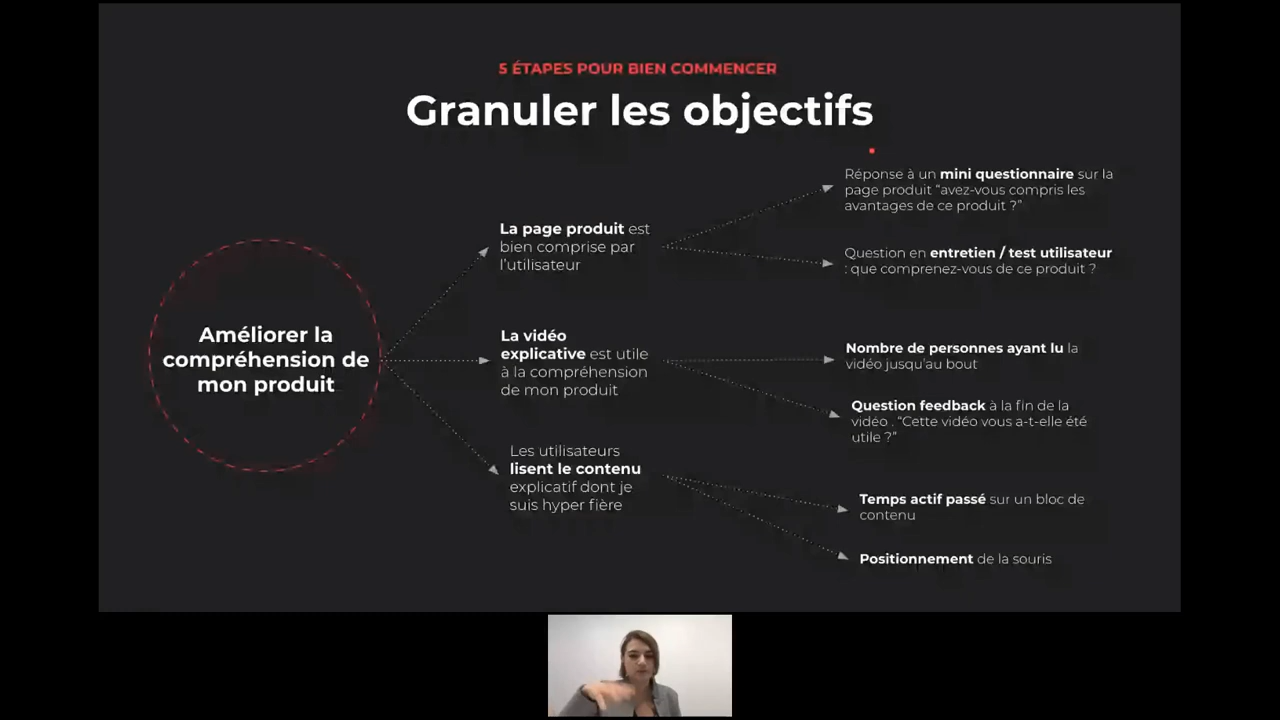 5 ÉTAPES POUR BIEN COMMENCER
Granuler les objectifs
Améliorer la
compréhension de
mon produit
La page produit est
bien comprise par
l'utilisateur
La vidéo
explicative est utile
à la compréhension
de mon produit
Les utilisateurs
lisent le contenu
explicatif dont je
suis hyper fière
Réponse à un mini questionnaire sur la
page produit "avez-vous compris les
avantages de ce produit ?"
Question en entretien / test utilisateur
: que comprenez-vous de ce produit ?
Nombre de personnes ayant lu la
vidéo jusqu'au bout
Question feedback à la fin de la
vidéo . "Cette vidéo vous a-t-elle été
utile ?"
Temps actif passé sur un bloc de
contenu
Positionnement de la souris